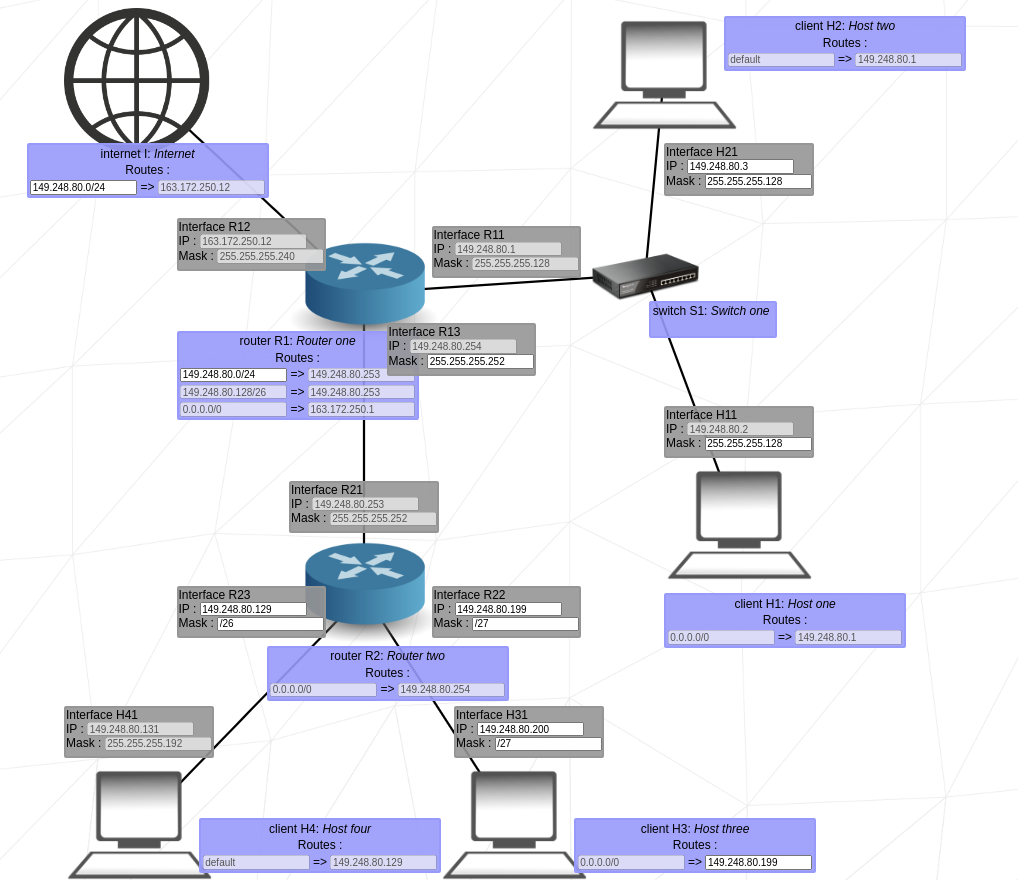 client H2: Host two
Routes :
default => 149.248.80.1
internet I: Internet
Routes :
149.248.80.0/24 => 163.172.250.12
Interface H21
IP : 149.248.80.3
Mask : 255.255.255.128
Interface R12
IP : 163.172.250.12
Mask : 255.255.255.240
Interface R11
IP : 149.248.80.1
Mask : 255.255.255.128
switch S1: Switch one
router R1: Router one
Routes :
149.248.80.0/24 => 149.248.80.253
149.248.80.128/26 => 149.248.80.253
0.0.0.0/0 => 163.172.250.1
Interface R13
IP : 149.248.80.254
Mask : 255.255.255.252
Interface H11
IP : 149.248.80.2
Mask : 255.255.255.128
Interface R21
IP : 149.248.80.253
Mask : 255.255.255.252
Interface R23
IP : 149.248.80.129
Mask : /26
Interface R22
IP : 149.248.80.199
Mask : /27
client H1: Host one
Routes :
0.0.0.0/0 => 149.248.80.1
router R2: Router two
Routes :
0.0.0.0/0 => 149.248.80.254
Interface H41
IP : 149.248.80.131
Mask : 255.255.255.192
Interface H31
IP : 149.248.80.200
Mask : /27
client H4: Host four
Routes :
default => 149.248.80.129
client H3: Host three
Routes :
0.0.0.0/0 => 149.248.80.199